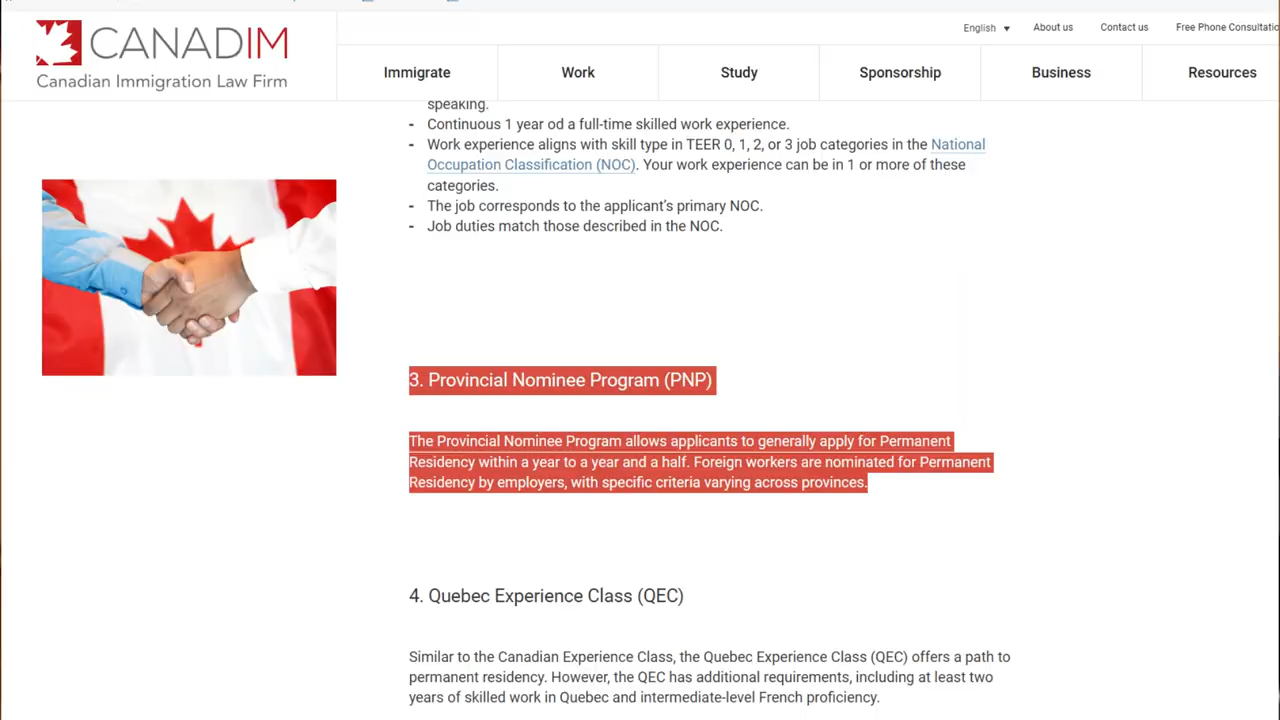 CANADIM
Canadian Immigration Law Firm
English
About us
Contact us
Free Phone Consultatio
Immigrate
Work
Study
Sponsorship
Business
Resources
speaking.
- Continuous 1 year od a full-time skilled work experience.
- Work experience aligns with skill type in TEER 0, 1, 2, or 3 job categories in the National
Occupation Classification (NOC). Your work experience can be in 1 or more of these
categories.
- The job corresponds to the applicant's primary NOC.
- Job duties match those described in the NOC.
3. Provincial Nominee Program (PNP)
The Provincial Nominee Program allows applicants to generally apply for Permanent
Residency within a year to a year and a half. Foreign workers are nominated for Permanent
Residency by employers, with specific criteria varying across provinces.
4. Quebec Experience Class (QEC)
Similar to the Canadian Experience Class, the Quebec Experience Class (QEC) offers a path to
permanent residency. However, the QEC has additional requirements, including at least two
years of skilled work in Quebec and intermediate-level French proficiency.